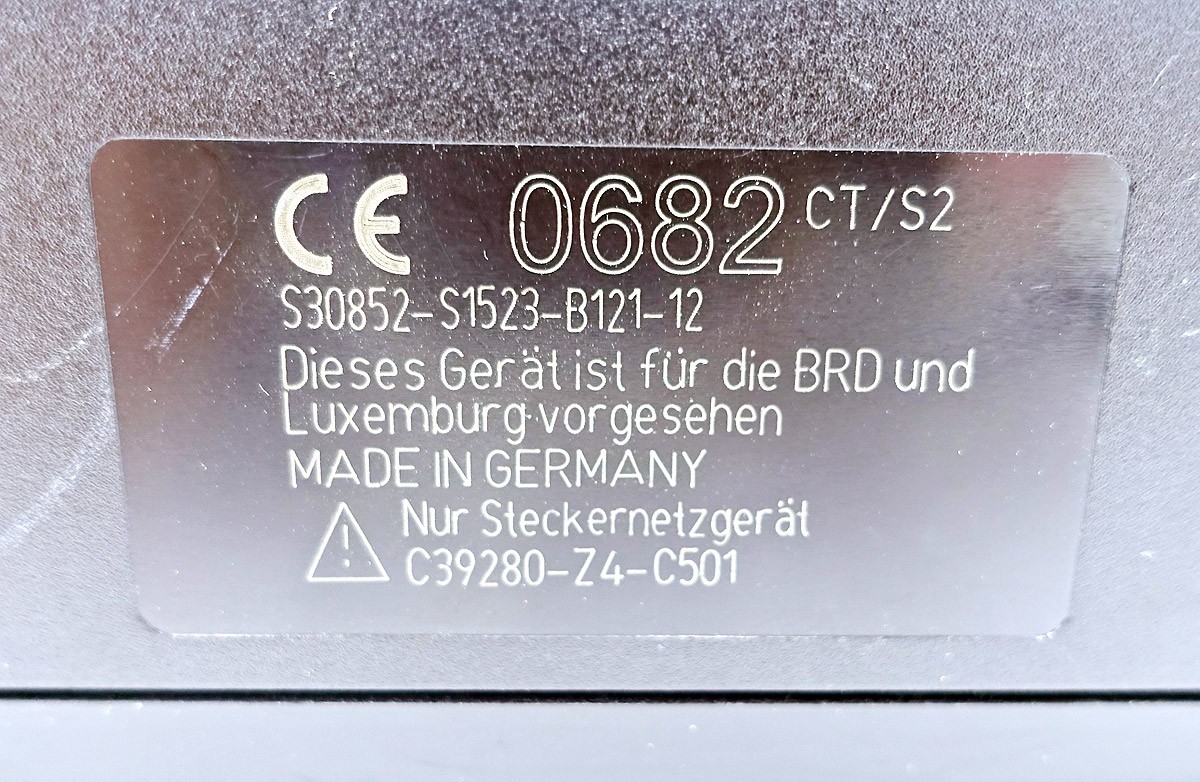 CE 0682 CT/S2
S30852-S1523-B121-12
Dieses Gerät ist für die BRD und
Luxemburg vorgesehen
MADE IN GERMANY
Nur Steckernetzgerät
C39280-Z4-C501